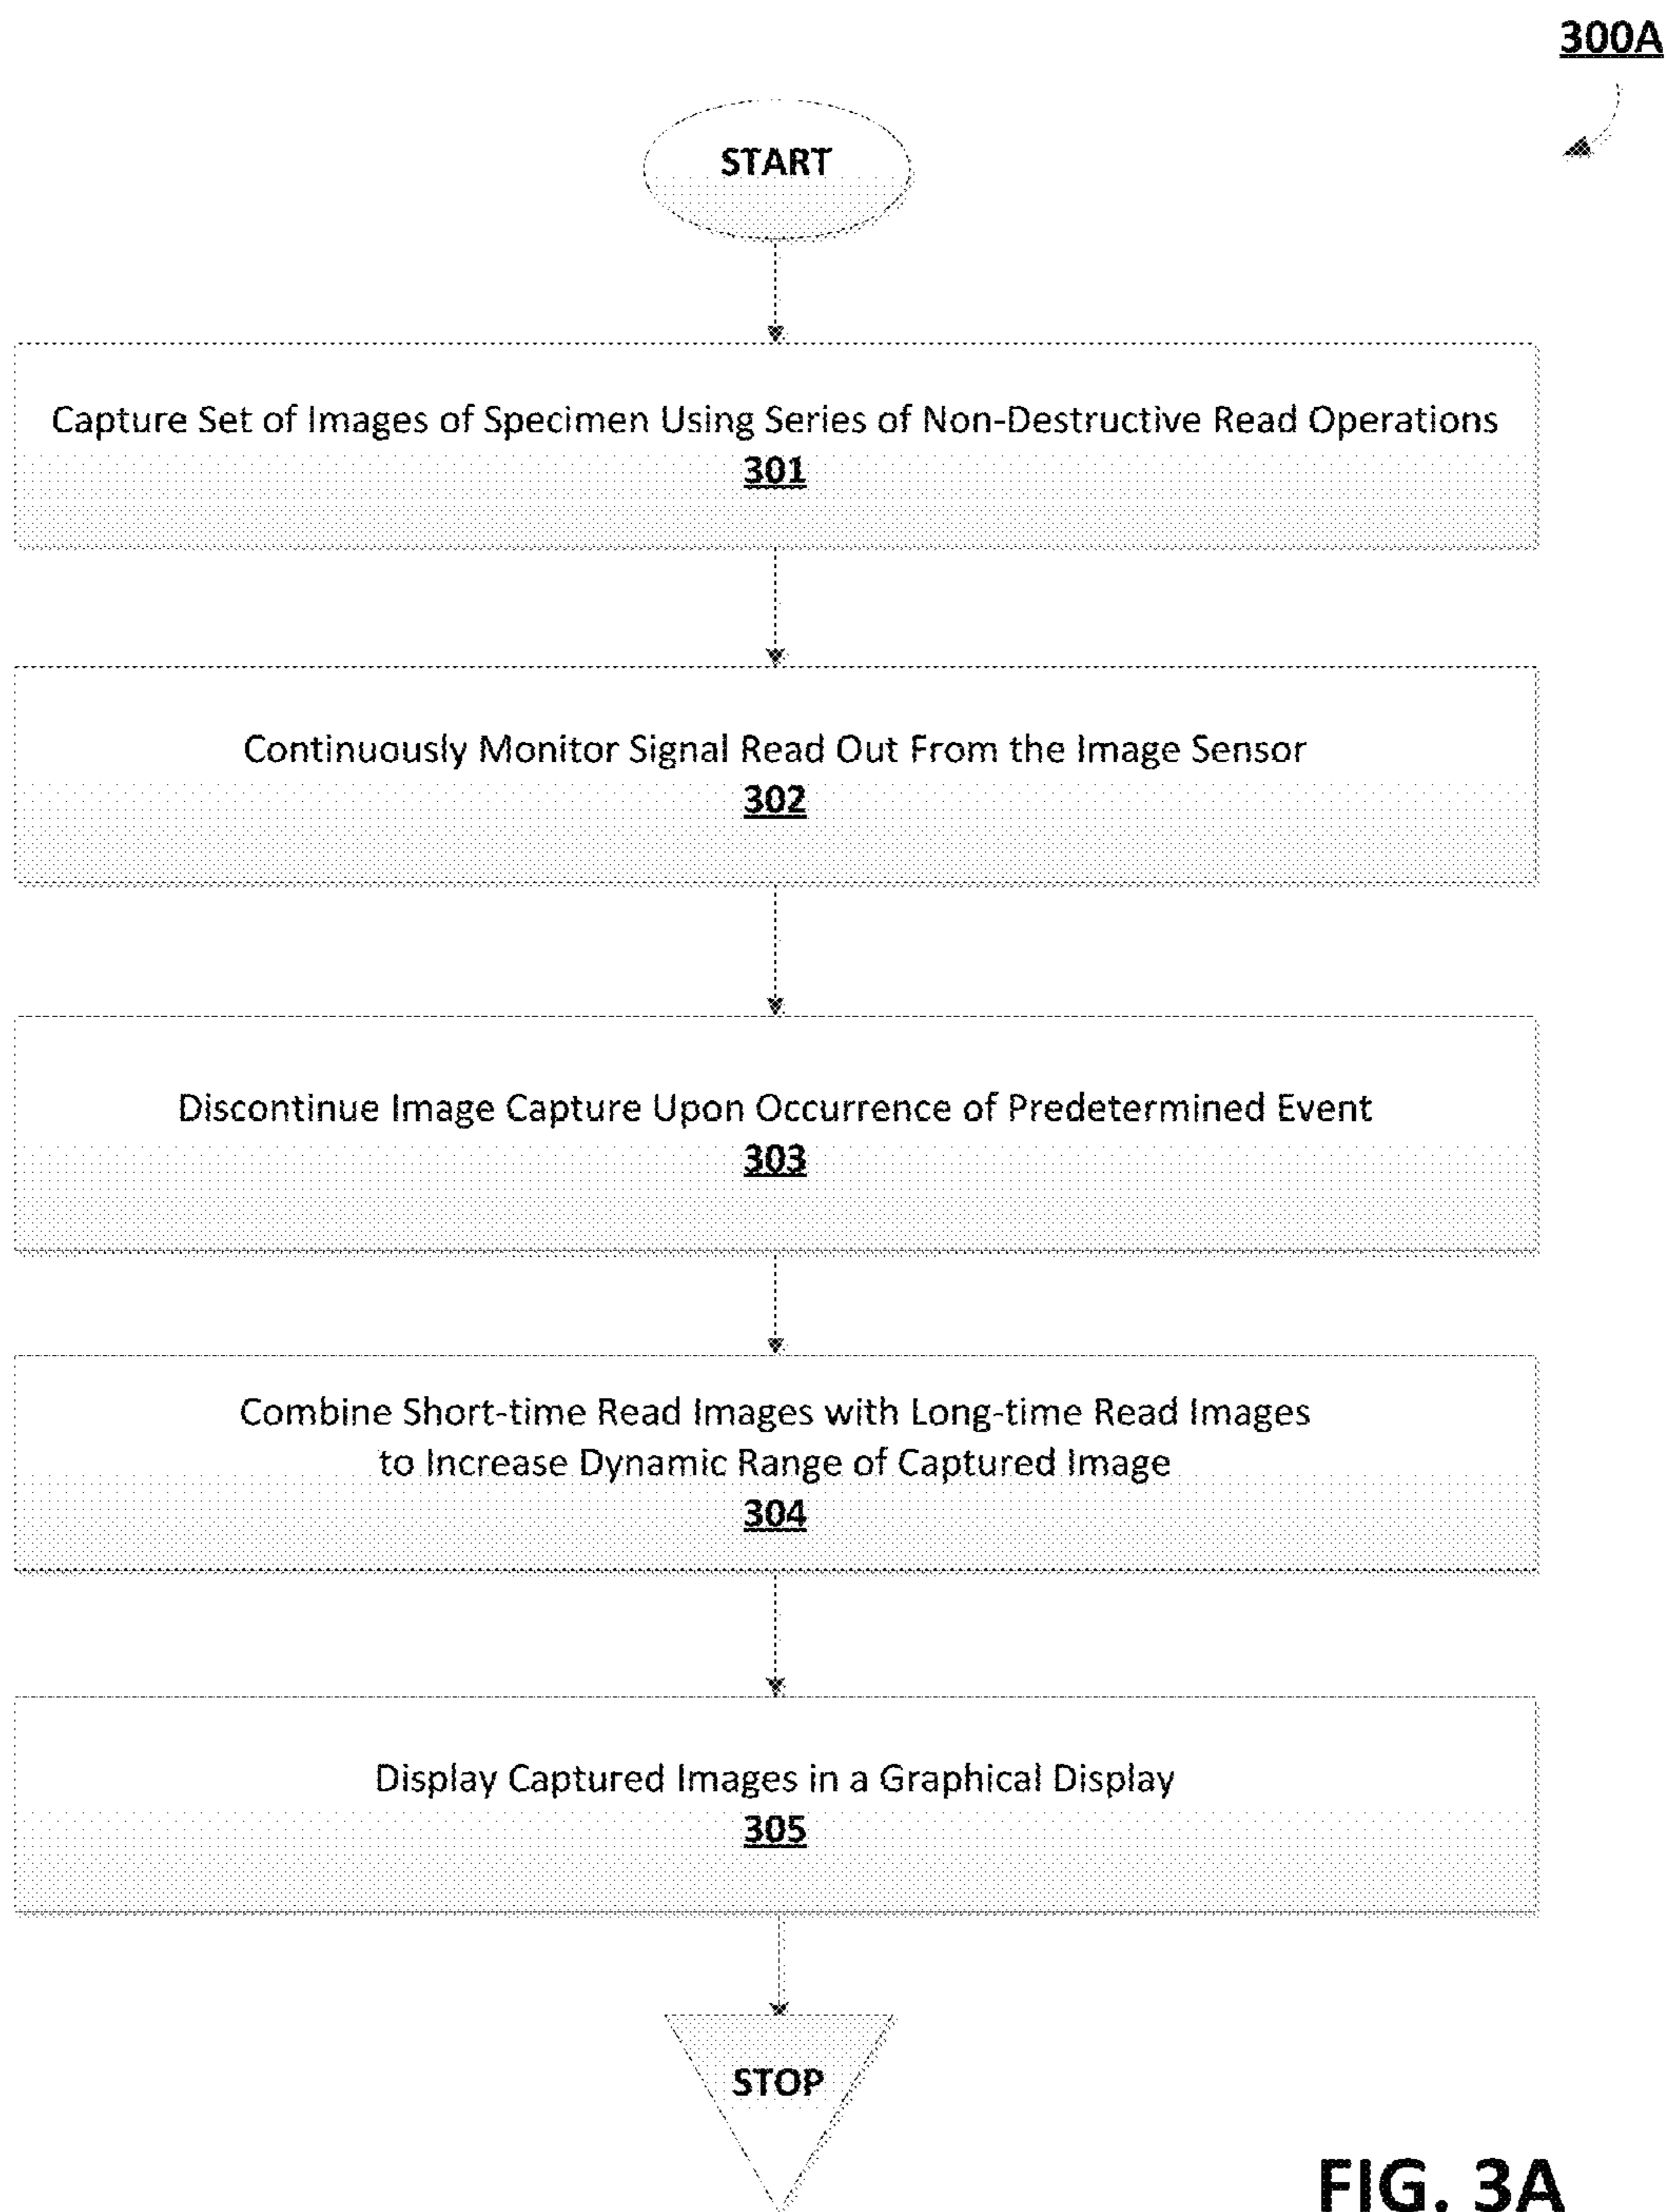 300A
START
Capture Set of Images of Specimen Using Series of Non-Destructive Read Operations
301
Continuously Monitor Signal Read Out From the Image Sensor
302
Discontinue Image Capture Upon Occurrence of Predetermined Event
303
Combine Short-time Read Images with Long-time Read Images
to Increase Dynamic Range of Captured Image
304
Display Captured Images in a Graphical Display
305
STOP
FIG. 3A